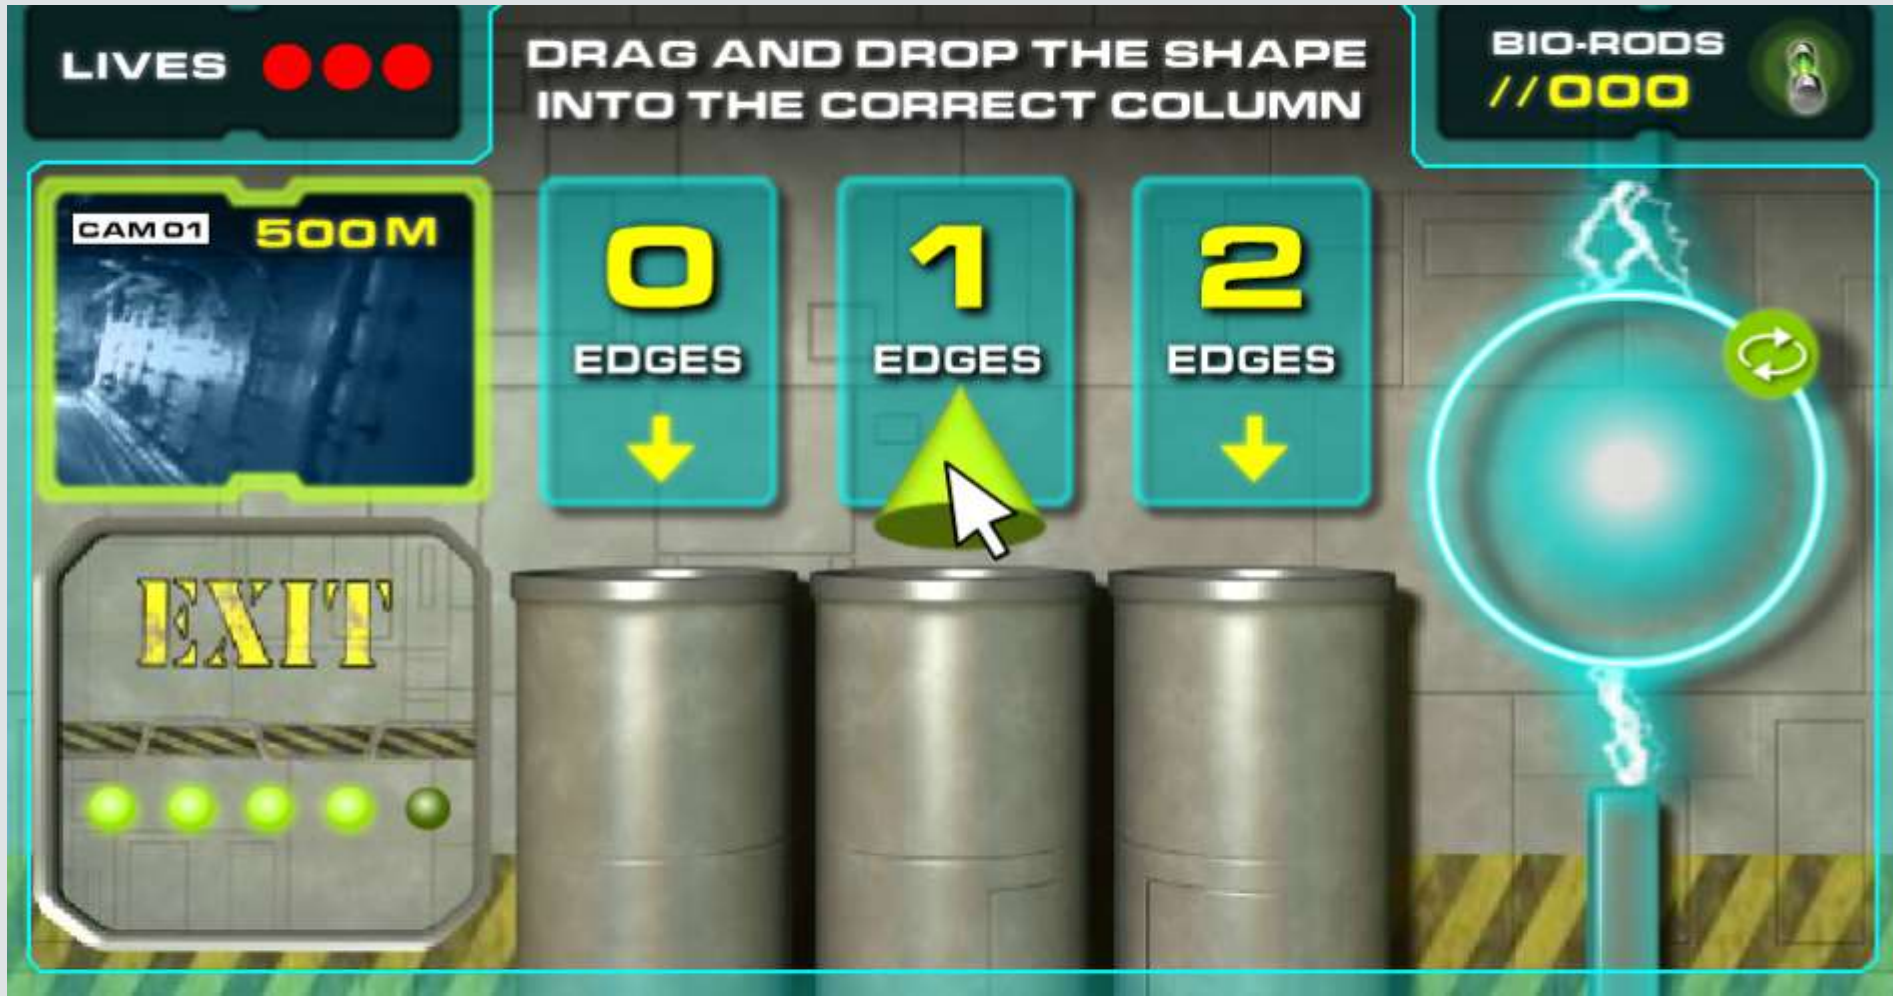 LIVES
DRAG AND DROP THE SHAPE
INTO THE CORRECT COLUMN
BIO-RODS
//000
CAM 01
500M
0
EDGES
1
EDGES
2
EDGES
EXIT